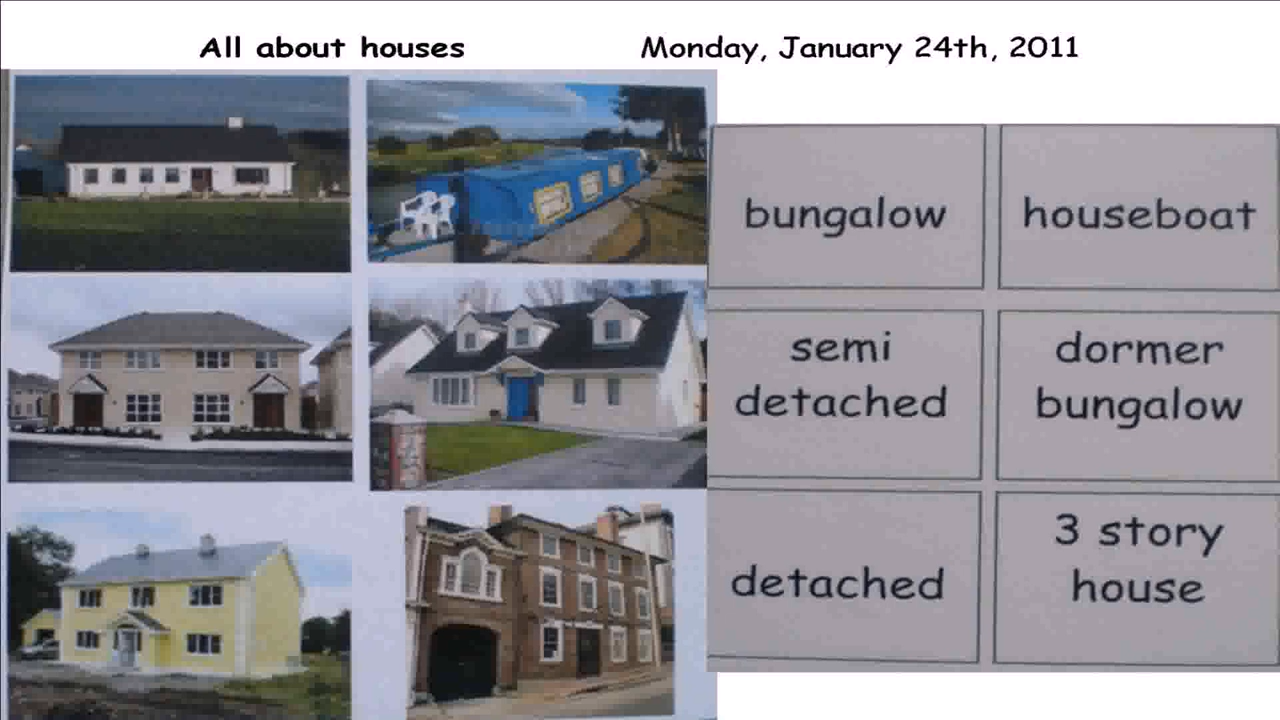 All about houses
Monday, January 24th, 2011
bungalow
houseboat
semi
detached
dormer
bungalow
detached
3 story
house